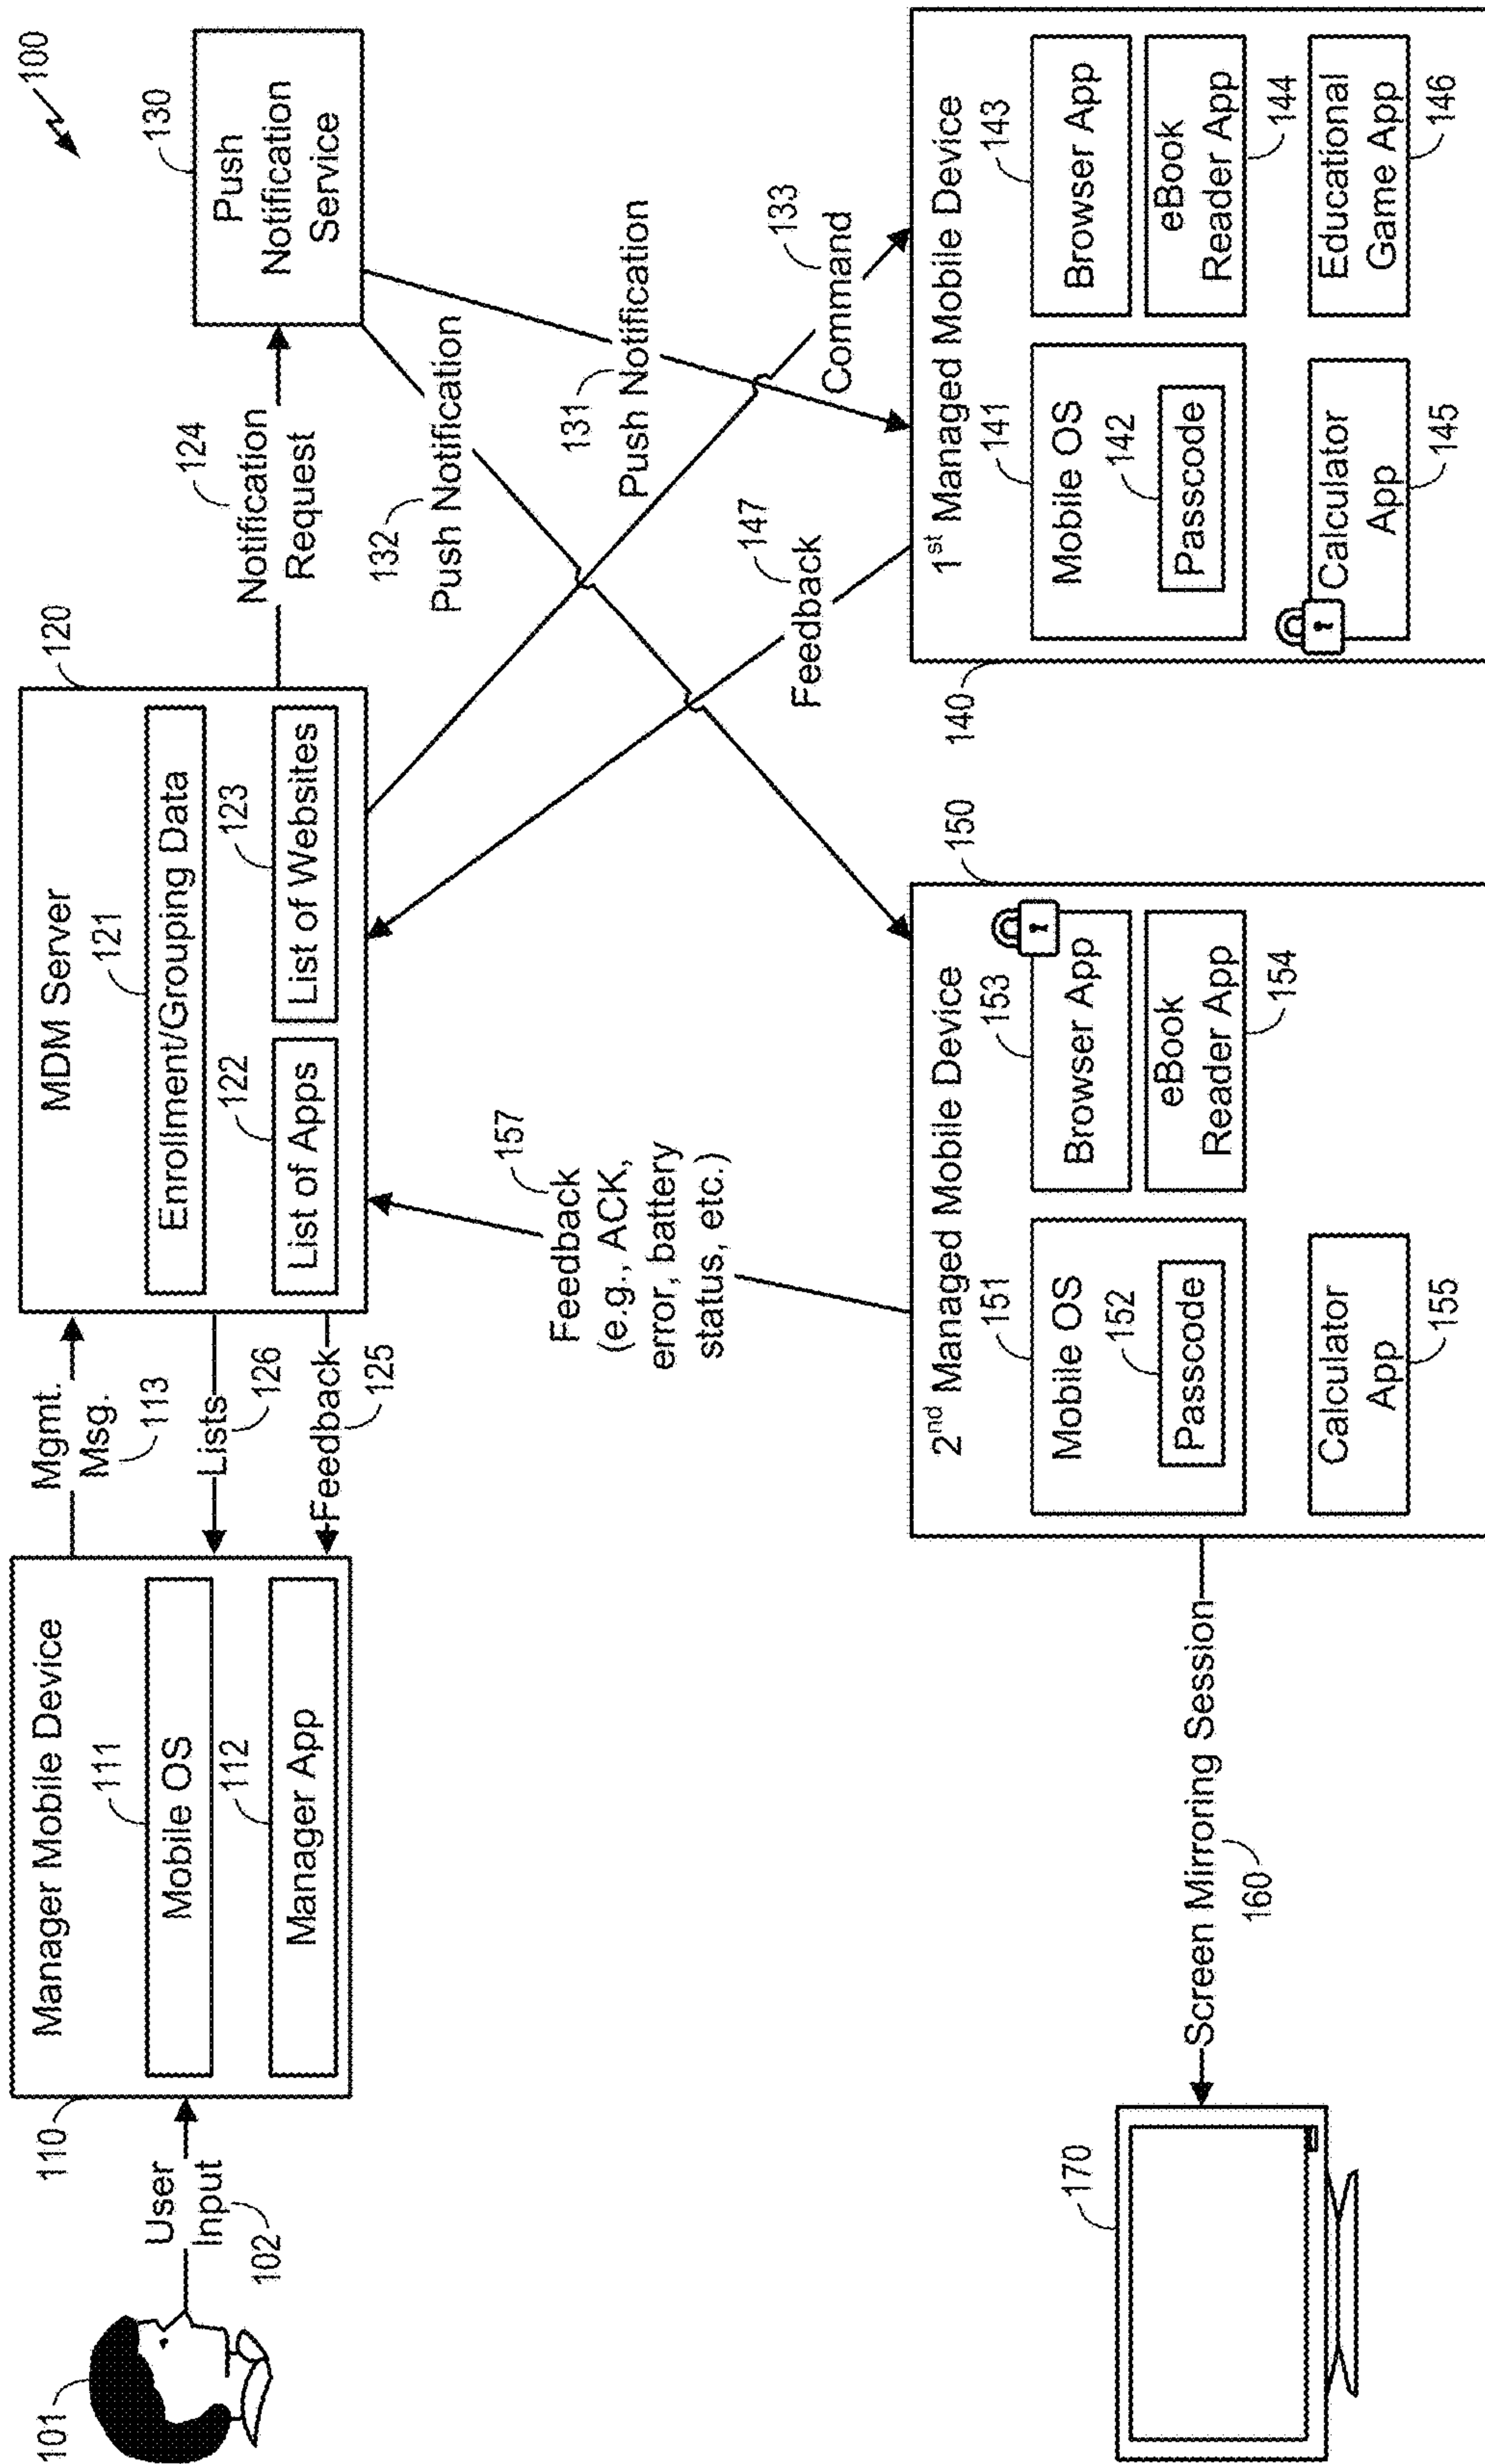 100
101
User
Input
102
110
Manager Mobile Device
111
Mobile OS
112
Manager App
Mgmt.
Msg.
113
Lists
126
Feedback
125
120
MDM Server
121
Enrollment/Grouping Data
122
List of Apps
123
List of Websites
124
Notification
Request
130
Push
Notification
Service
132
Push Notification
131
Push Notification
133
Command
147
Feedback
157
Feedback
(e.g., ACK,
error, battery
status, etc.)
170
Screen Mirroring Session
160
150
2nd Managed Mobile Device
151
Mobile OS
152
Passcode
153
Browser App
eBook
Reader App
154
Calculator
App
155
140
1st Managed Mobile Device
141
Mobile OS
142
Passcode
143
Browser App
eBook
Reader App
144
Calculator
App
145
Educational
Game App
146